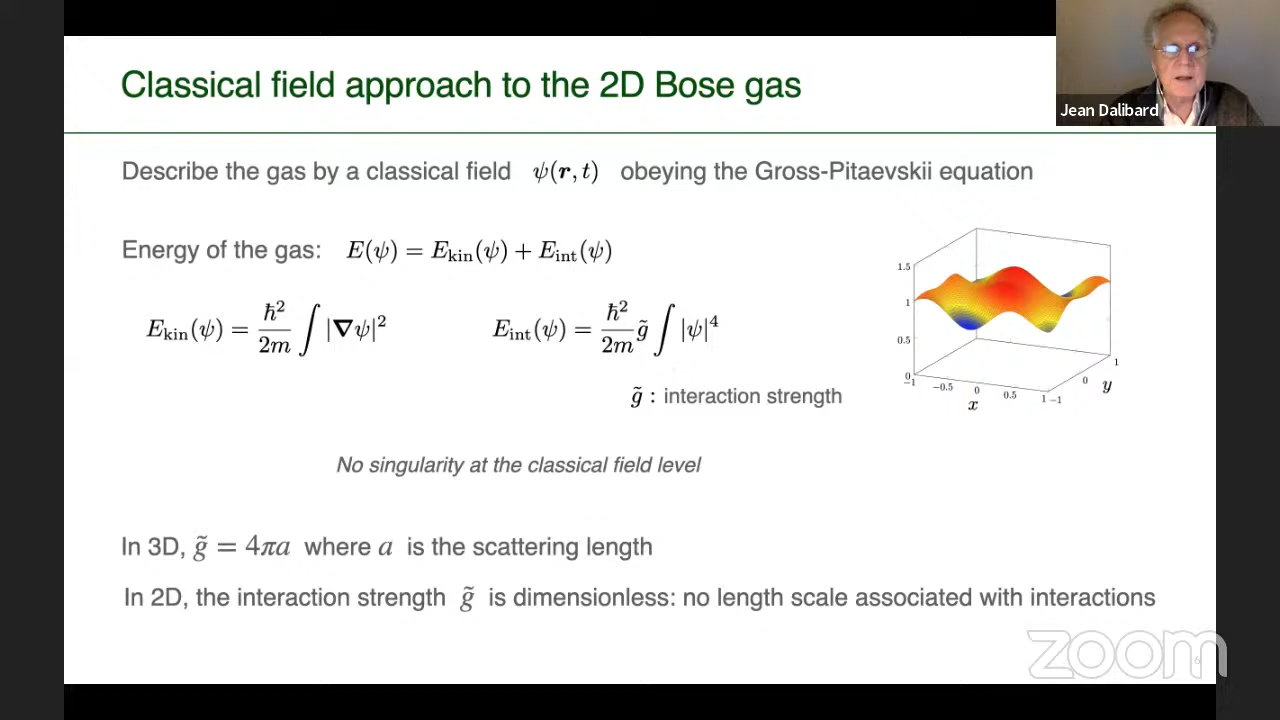 Classical field approach to the 2D Bose gas
Jean Dalibard
Describe the gas by a classical field ψ(r, t) obeying the Gross-Pitaevskii equation
Energy of the gas: E(ψ) = E_kin(ψ) + E_int(ψ)
E_kin(ψ) = ħ²/2m ∫ |∇ψ|²
E_int(ψ) = ħ²/2m g̃ ∫ |ψ|⁴
g̃ : interaction strength
1.5
1
0.5
0
−1 −0.5 0 0.5 1
x
−1 0 1
y
No singularity at the classical field level
In 3D, g̃ = 4πa where a is the scattering length
In 2D, the interaction strength g̃ is dimensionless: no length scale associated with interactions
zoom
6